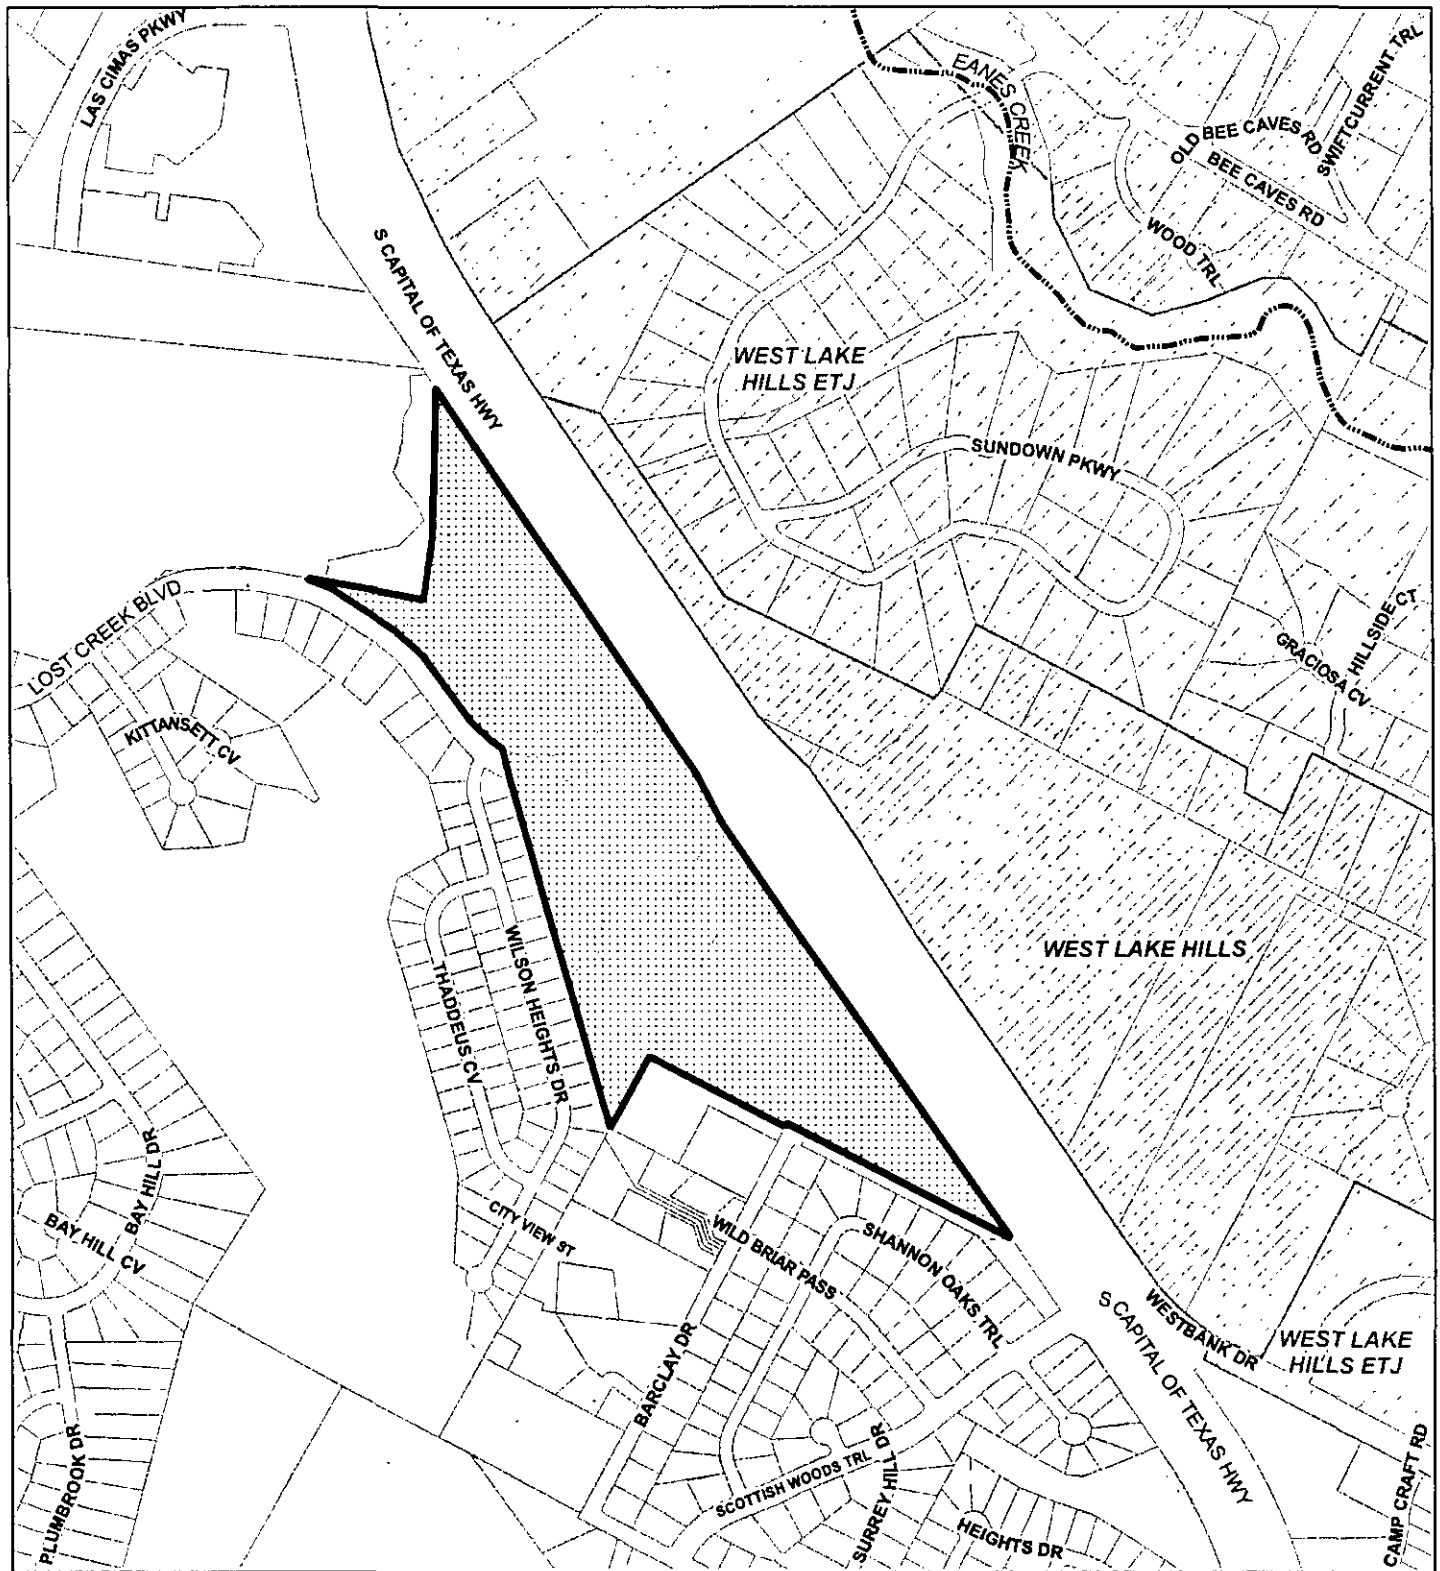 LAS CIMAS PKWY
EANES CREEK
SWIFTCURRENT TRL
OLD BEE CAVES RD
BEE CAVES RD
WOOD TRL
S CAPITAL OF TEXAS HWY
WEST LAKE
HILLS ETJ
SUNDOWN PKWY
LOST CREEK BLVD
HILLSIDE CT
GRACIOSA CV
KITTANSETT CV
WEST LAKE HILLS
WILSON HEIGHTS DR
THADDEUS CV
BAY HILL DR
BAY HILL CV
CITY VIEW ST
WILD BRIAR PASS
SHANNON OAKS TRL
BARCLAY DR
S CAPITAL OF TEXAS HWY
WESTBANK DR
WEST LAKE
HILLS ETJ
PLUMBROOK DR
SCOTTISH WOODS TRL
SURREY HILL DR
HEIGHTS DR
CAMP CRAFT RD